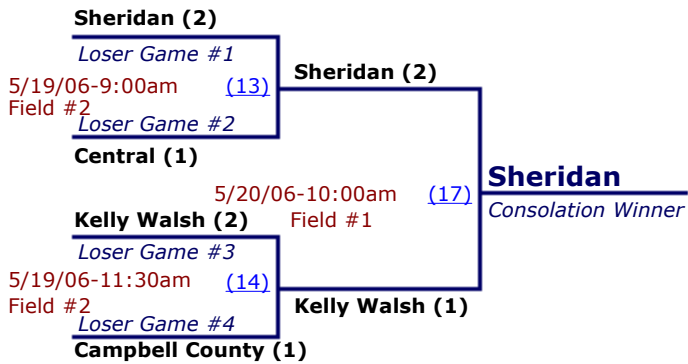 Sheridan (2)
Loser Game #1
5/19/06-9:00am (13)
Field #2
Loser Game #2
Central (1)
Sheridan (2)
5/20/06-10:00am (17)
Field #1
Sheridan
Consolation Winner
Kelly Walsh (2)
Loser Game #3
5/19/06-11:30am (14)
Field #2
Loser Game #4
Campbell County (1)
Kelly Walsh (1)